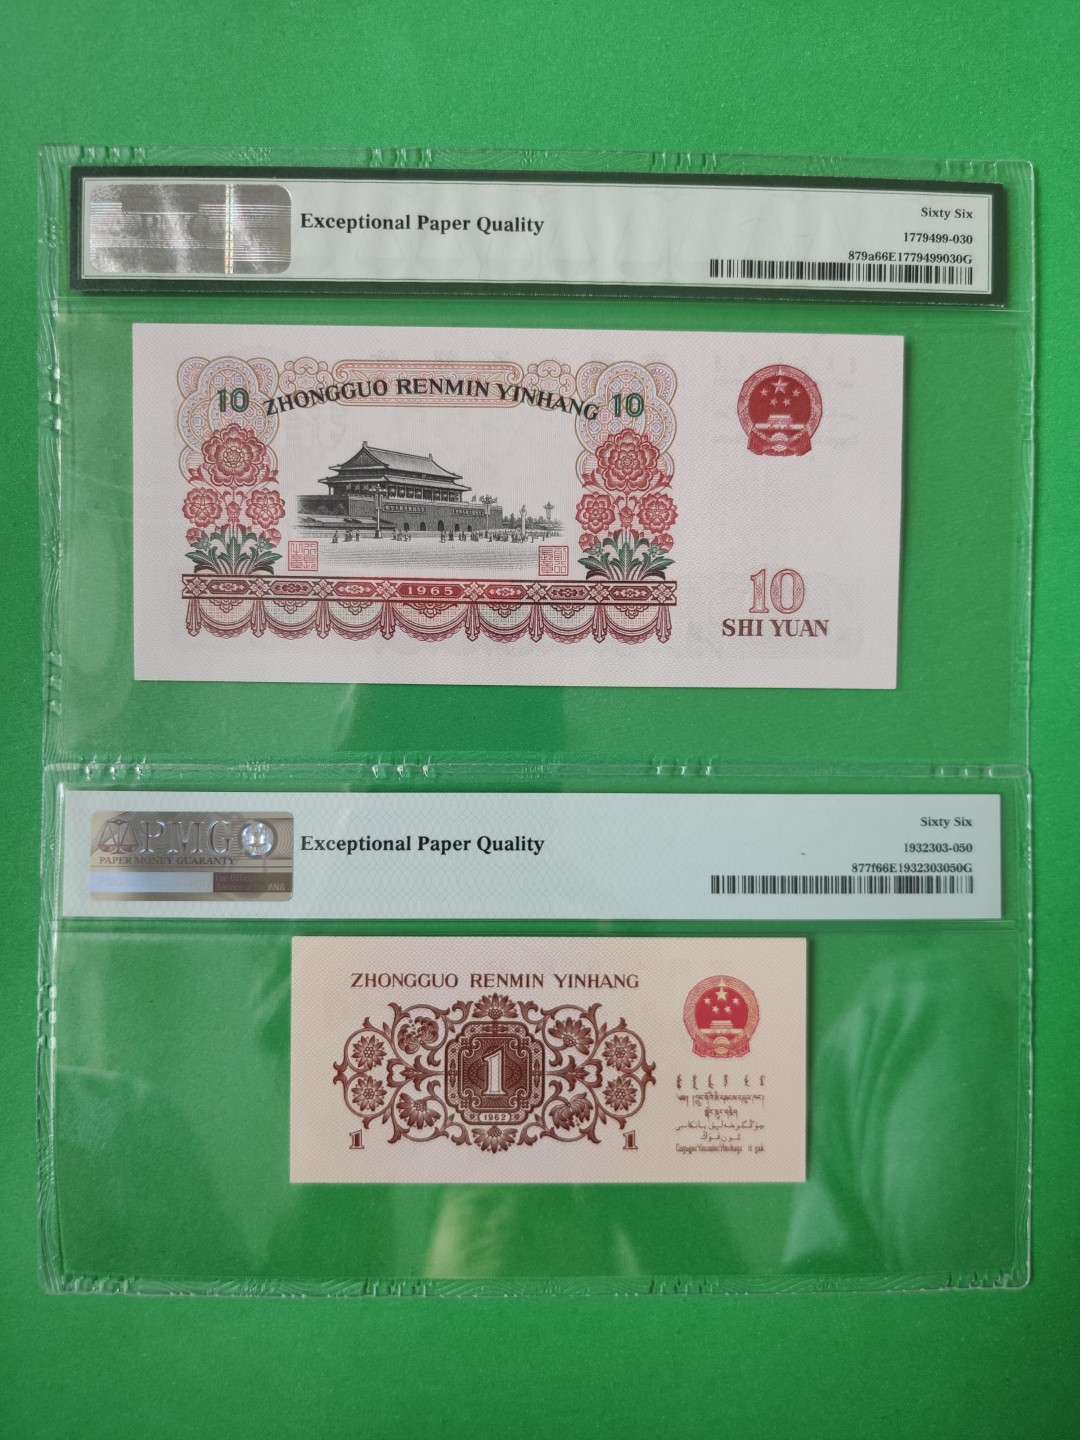 PMG
Exceptional Paper Quality
Sixty Six
1779499-030
879a66E1779499030G
10 ZHONGGUO RENMIN YINHANG 10
1965
10
SHI YUAN
PMG
PAPER MONEY GUARANTY
Exceptional Paper Quality
Sixty Six
1932303-050
877f66E1932303050G
ZHONGGUO RENMIN YINHANG
1
1962
1 1